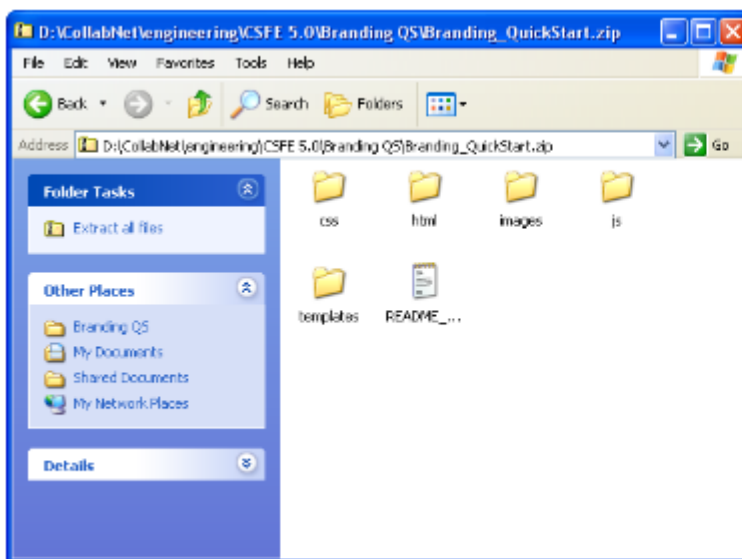 D:\CollabNet\engineering\CSFE 5.0\Branding QS\Branding_QuickStart.zip
File Edit View Favorites Tools Help
Back Search Folders
Address D:\CollabNet\engineering\CSFE 5.0\Branding QS\Branding_QuickStart.zip Go
Folder Tasks
Extract all files
Other Places
Branding QS
My Documents
Shared Documents
My Network Places
Details
css html images js
templates README_...